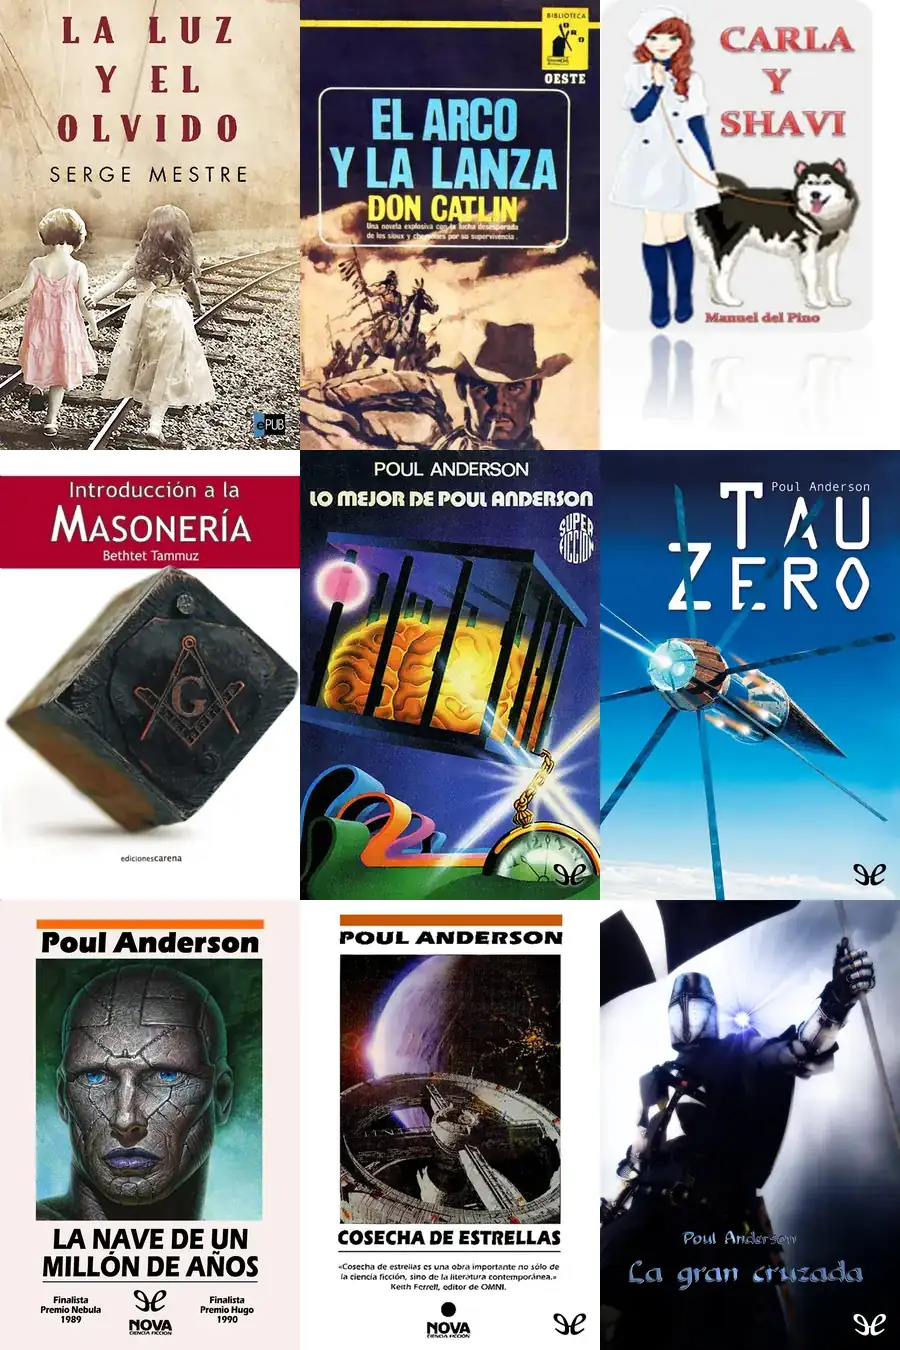 LA LUZ
Y EL
OLVIDO
SERGE MESTRE
ePUB
BIBLIOTECA
ORO
OESTE
EL ARCO
Y LA LANZA
DON CATLIN
Una novela explosiva con la lucha desesperada
de los sioux y cheyennes por su supervivencia.
CARLA
Y
SHAVI
Manuel del Pino
Introducción a la
MASONERÍA
Bethtet Tammuz
G
edicionescarena
POUL ANDERSON
LO MEJOR DE POUL ANDERSON
SUPER
FICCION
Poul Anderson
TAU
ZERO
Poul Anderson
LA NAVE DE UN
MILLÓN DE AÑOS
Finalista
Premio Nebula
1989
Finalista
Premio Hugo
1990
NOVA
CIENCIA FICCIÓN
POUL ANDERSON
COSECHA DE ESTRELLAS
«Cosecha de estrellas es una obra importante no sólo de
la ciencia ficción, sino de la literatura contemporánea.»
Keith Ferrell, editor de OMNI.
NOVA
CIENCIA FICCIÓN
Poul Anderson
La gran cruzada